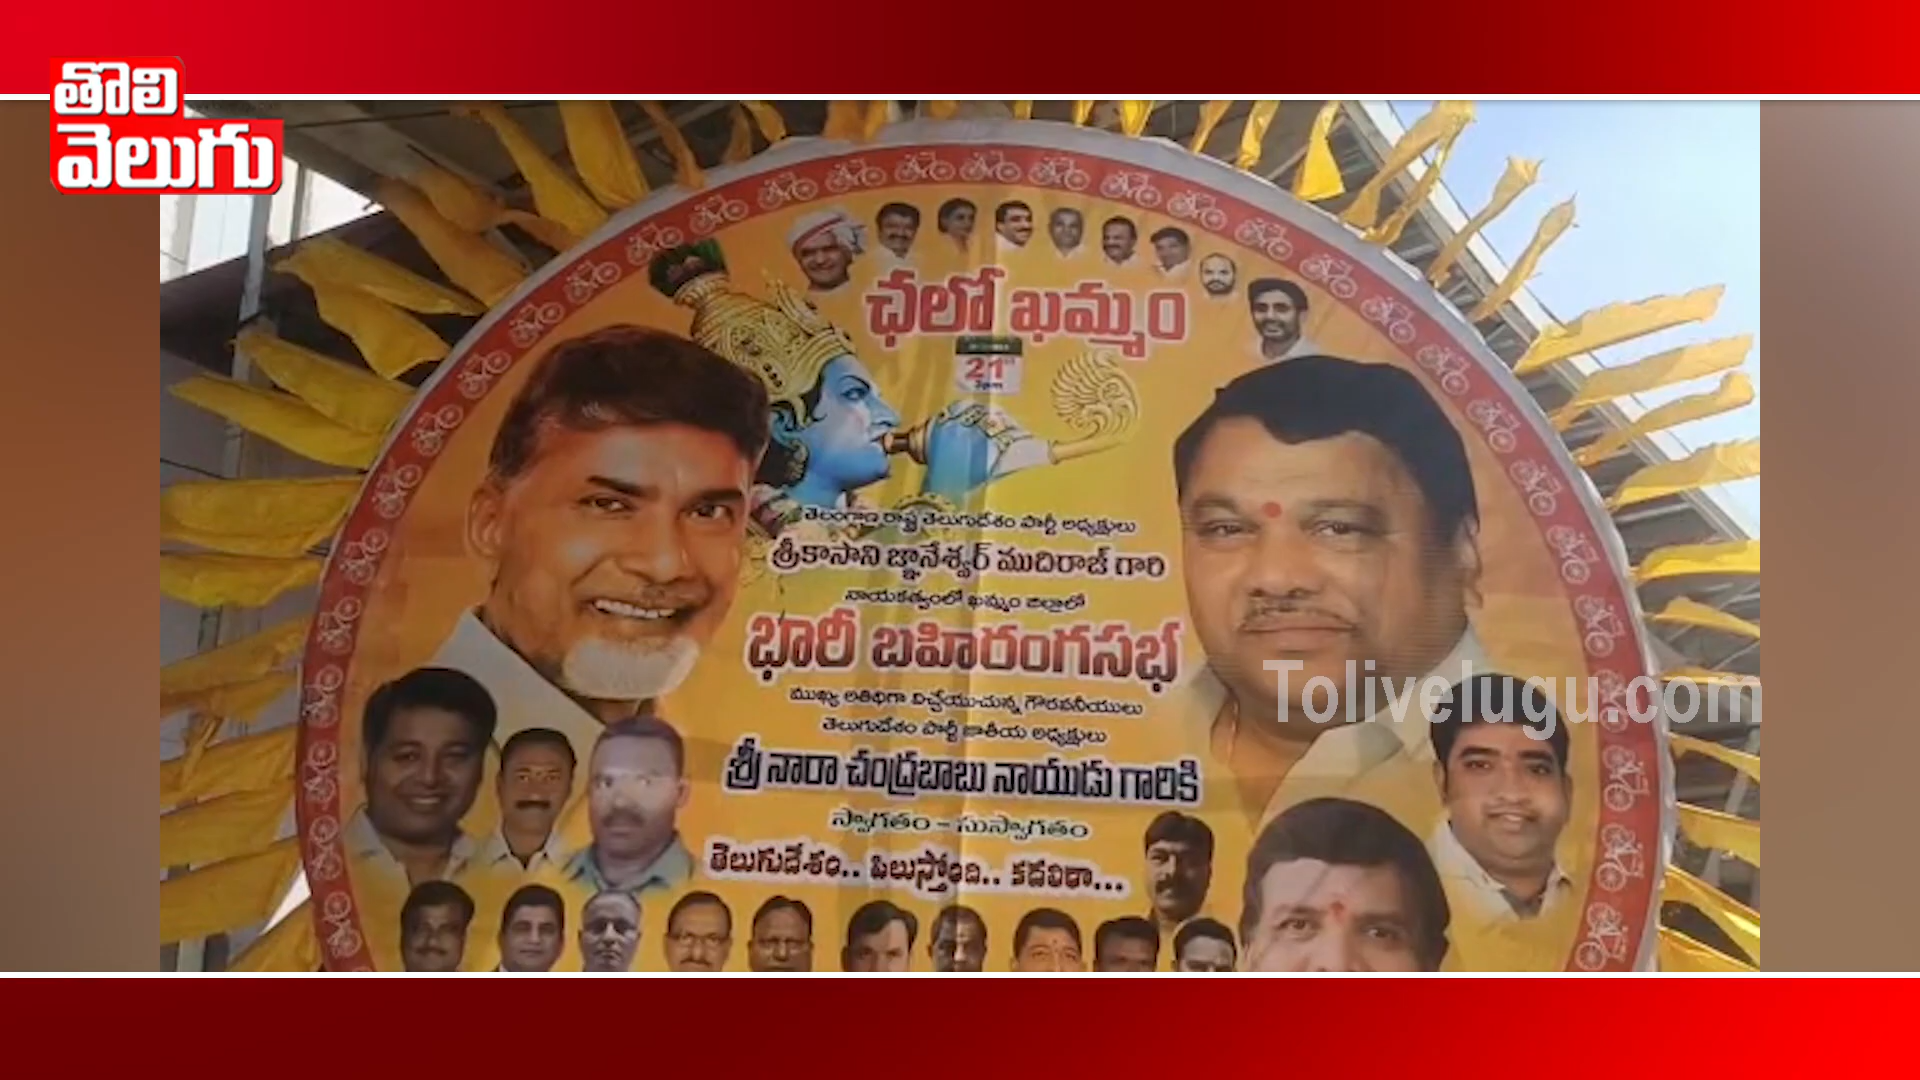 తొలి
వెలుగు
ఛలో ఖమ్మం
21
తెలంగాణ రాష్ట్ర తెలుగుదేశం పార్టీ అధ్యక్షులు
శ్రీకాసాని జ్ఞానేశ్వర్ ముదిరాజ్ గారి
నాయకత్వంలో ఖమ్మం జిల్లాలో
భారీ బహిరంగసభ
ముఖ్య అతిథిగా విచ్చేయుచున్న గౌరవనీయులు
తెలుగుదేశం పార్టీ జాతీయ అధ్యక్షులు
శ్రీ నారా చంద్రబాబు నాయుడు గారికి
స్వాగతం - సుస్వాగతం
తెలుగుదేశం.. పిలుస్తోంది.. కదలిరా...
Tolivelugu.com